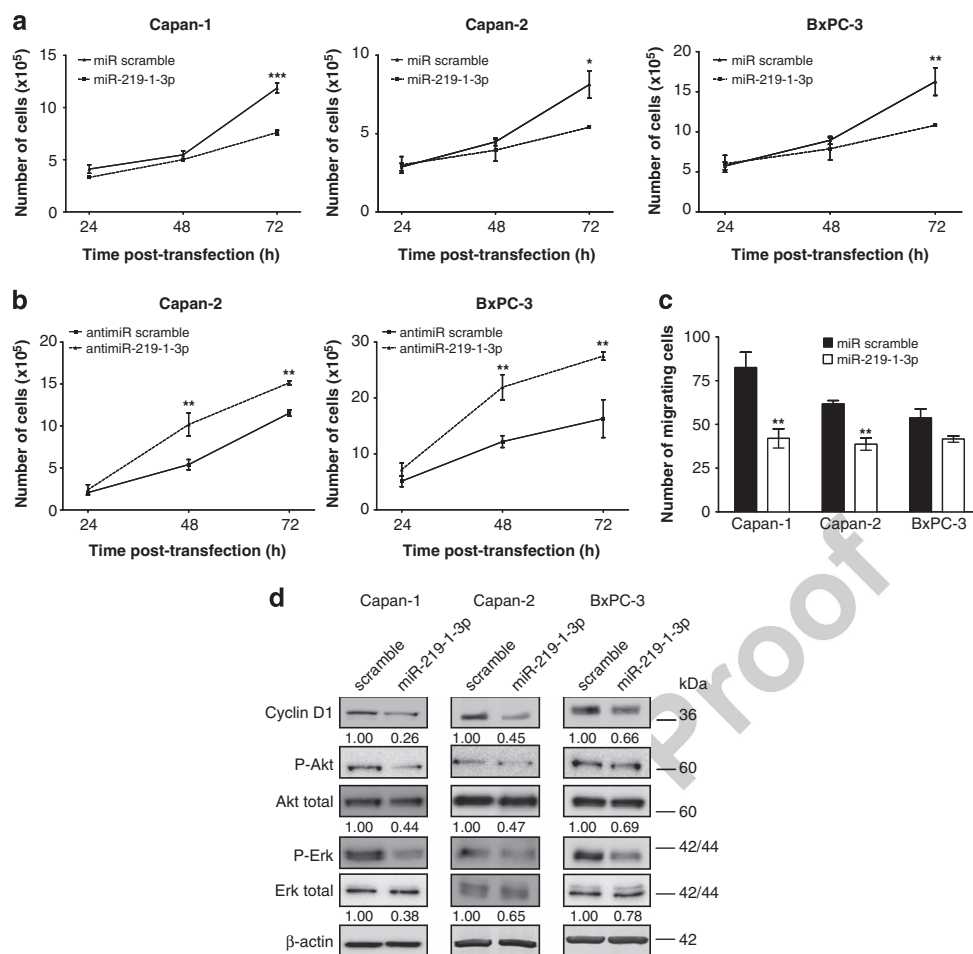 a
Capan-1
Number of cells (x10⁵)
15
10
5
0
miR scramble
miR-219-1-3p
***
24 48 72
Time post-transfection (h)
Capan-2
Number of cells (x10⁵)
10
5
0
miR scramble
miR-219-1-3p
*
24 48 72
Time post-transfection (h)
BxPC-3
Number of cells (x10⁵)
20
15
10
5
0
miR scramble
miR-219-1-3p
**
24 48 72
Time post-transfection (h)
b
Capan-2
Number of cells (x10⁵)
20
15
10
5
0
antimiR scramble
antimiR-219-1-3p
** **
24 48 72
Time post-transfection (h)
BxPC-3
Number of cells (x10⁵)
30
20
10
0
antimiR scramble
antimiR-219-1-3p
** **
24 48 72
Time post-transfection (h)
c
Number of migrating cells
100
75
50
25
0
miR scramble
miR-219-1-3p
** **
Capan-1 Capan-2 BxPC-3
d
Capan-1 Capan-2 BxPC-3
scramble miR-219-1-3p scramble miR-219-1-3p scramble miR-219-1-3p
kDa
Cyclin D1 36
1.00 0.26 1.00 0.45 1.00 0.66
P-Akt 60
Akt total 60
1.00 0.44 1.00 0.47 1.00 0.69
P-Erk 42/44
Erk total 42/44
1.00 0.38 1.00 0.65 1.00 0.78
β-actin 42
Proof